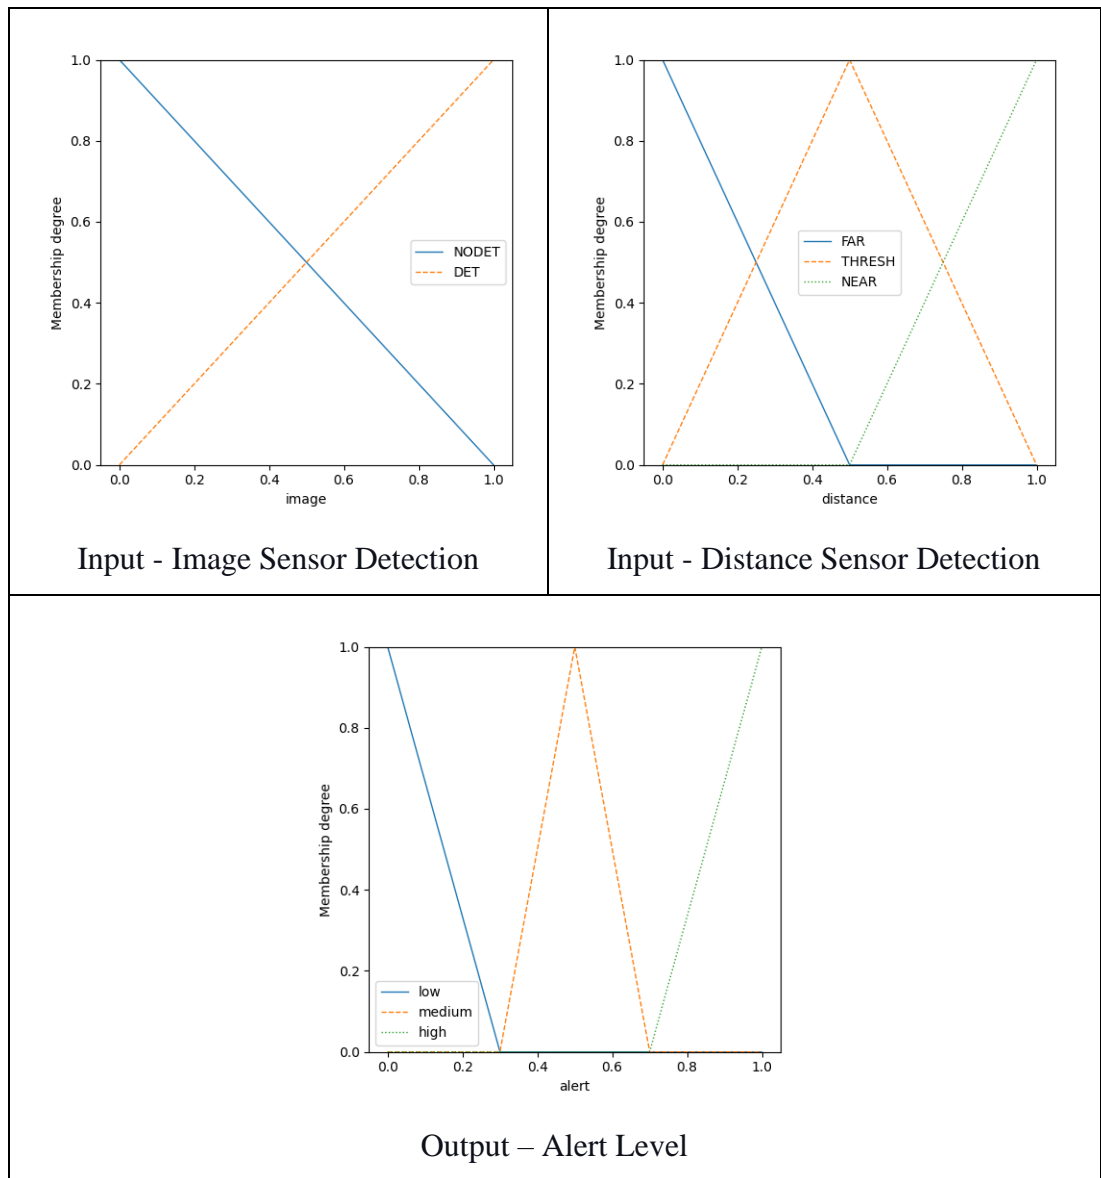 1.0
0.8
0.6
0.4
0.2
0.0
Membership degree
NODET
DET
0.0 0.2 0.4 0.6 0.8 1.0
image
Input - Image Sensor Detection
1.0
0.8
0.6
0.4
0.2
0.0
Membership degree
FAR
THRESH
NEAR
0.0 0.2 0.4 0.6 0.8 1.0
distance
Input - Distance Sensor Detection
1.0
0.8
0.6
0.4
0.2
0.0
Membership degree
low
medium
high
0.0 0.2 0.4 0.6 0.8 1.0
alert
Output – Alert Level